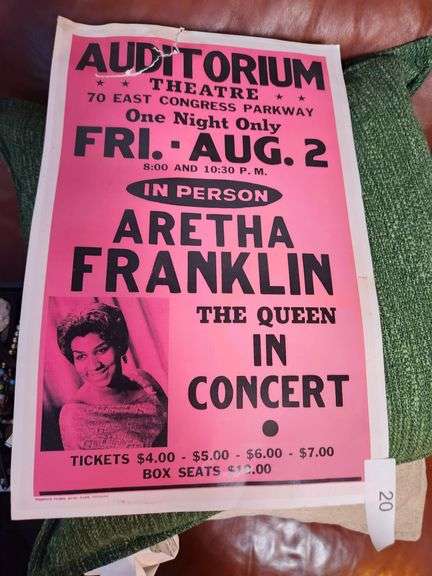 AUDITORIUM
★ ★ THEATRE ★ ★
70 EAST CONGRESS PARKWAY
One Night Only
FRI. - AUG. 2
8:00 AND 10:30 P. M.
IN PERSON
ARETHA
FRANKLIN
THE QUEEN
IN
CONCERT
TICKETS $4.00 - $5.00 - $6.00 - $7.00
BOX SEATS
20